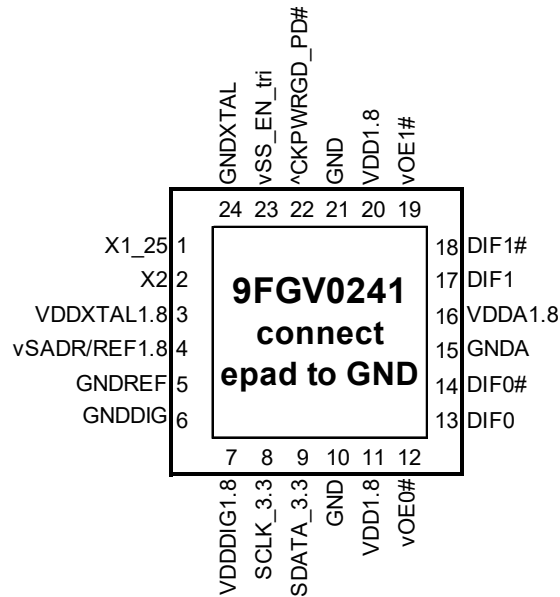 GNDXTAL
vSS_EN_tri
^CKPWRGD_PD#
GND
VDD1.8
vOE1#
24 23 22 21 20 19
X1_25 1
X2 2
VDDXTAL1.8 3
vSADR/REF1.8 4
GNDREF 5
GNDDIG 6
9FGV0241
connect
epad to GND
18 DIF1#
17 DIF1
16 VDDA1.8
15 GNDA
14 DIF0#
13 DIF0
7 8 9 10 11 12
VDDDIG1.8
SCLK_3.3
SDATA_3.3
GND
VDD1.8
vOE0#